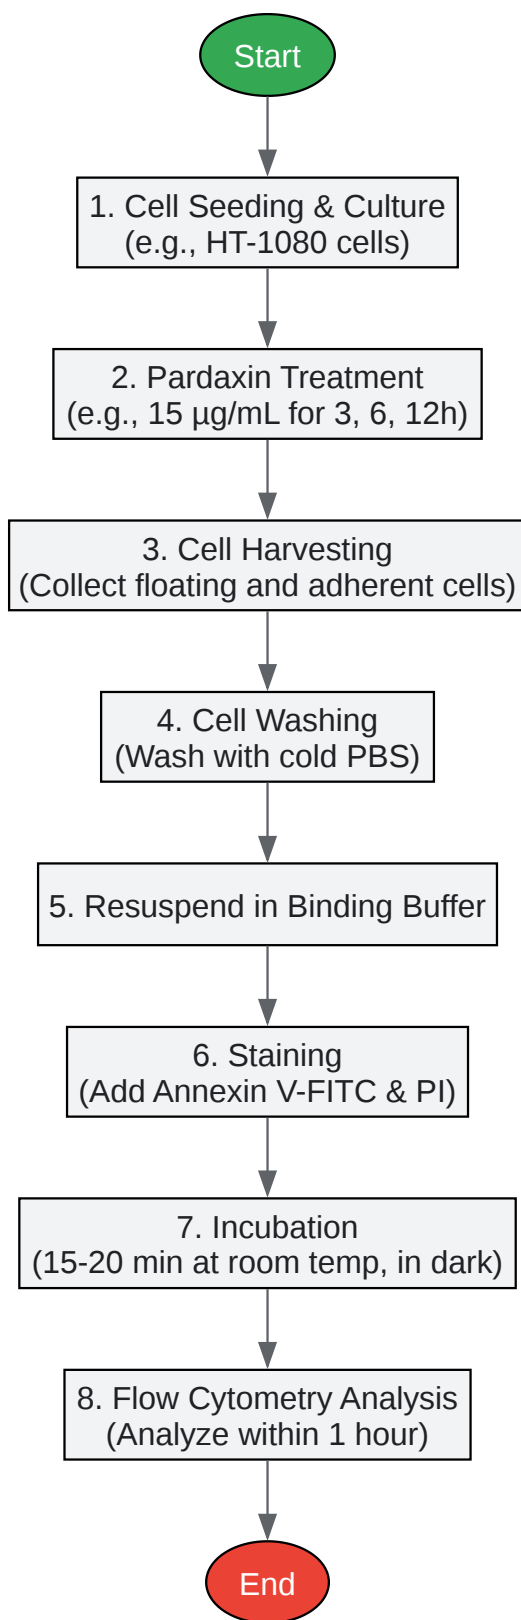 Start
1. Cell Seeding & Culture
(e.g., HT-1080 cells)
2. Pardaxin Treatment
(e.g., 15 µg/mL for 3, 6, 12h)
3. Cell Harvesting
(Collect floating and adherent cells)
4. Cell Washing
(Wash with cold PBS)
5. Resuspend in Binding Buffer
6. Staining
(Add Annexin V-FITC & PI)
7. Incubation
(15-20 min at room temp, in dark)
8. Flow Cytometry Analysis
(Analyze within 1 hour)
End